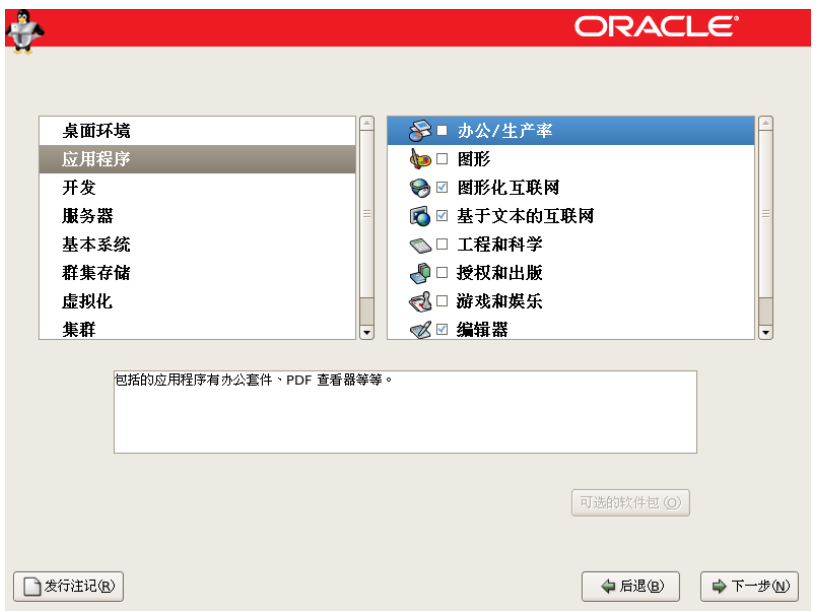 ORACLE
桌面环境
应用程序
开发
服务器
基本系统
群集存储
虚拟化
集群
办公/生产率
图形
图形化互联网
基于文本的互联网
工程和科学
授权和出版
游戏和娱乐
编辑器
包括的应用程序有办公套件、PDF 查看器等等。
可选的软件包(O)
发行注记(R)
后退(B)
下一步(N)